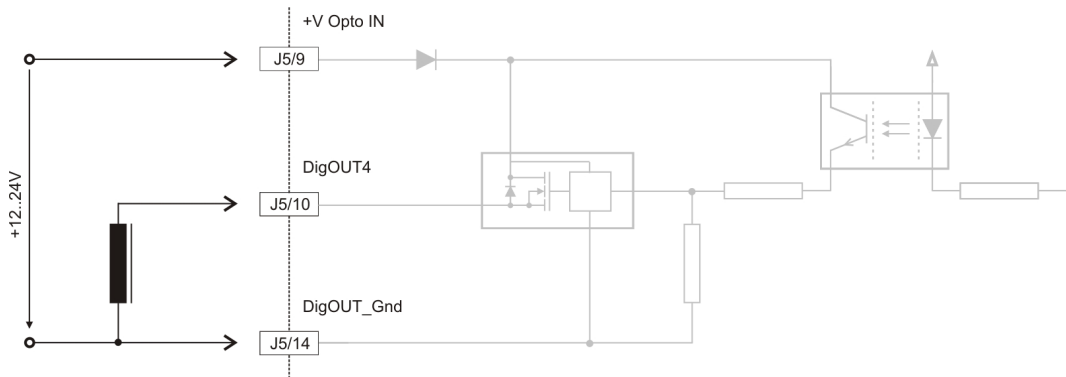 +V Opto IN
J5/9
DigOUT4
J5/10
+12..24V
DigOUT_Gnd
J5/14